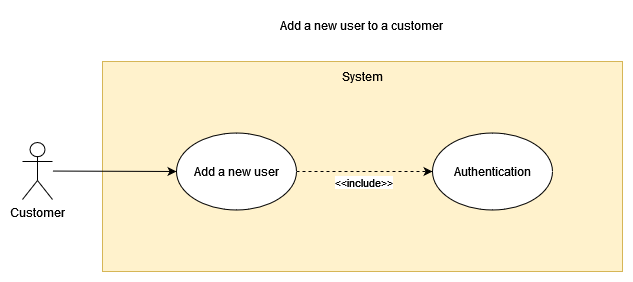 Add a new user to a customer
System
Add a new user
<<include>>
Authentication
Customer